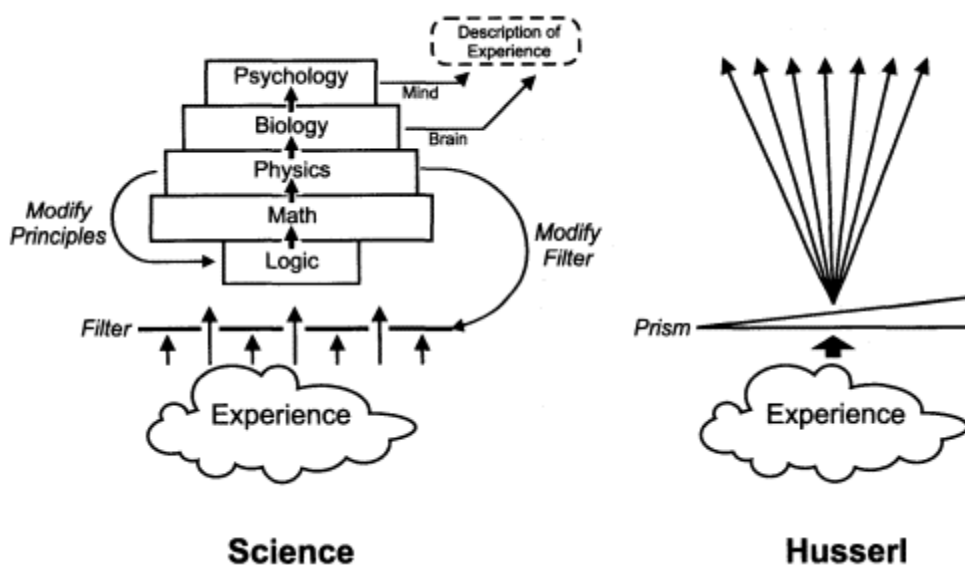 Description of
Experience
Psychology
Mind
Biology
Brain
Physics
Modify
Principles
Math
Modify
Filter
Logic
Filter
Experience
Science
Prism
Experience
Husserl